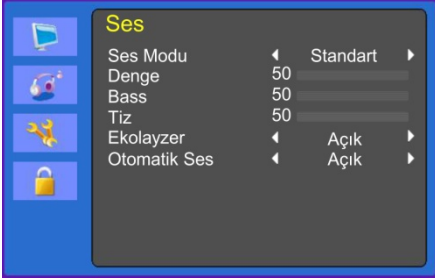 Ses
Ses Modu Standart
Denge 50
Bass 50
Tiz 50
Ekolayzer Açık
Otomatik Ses Açık